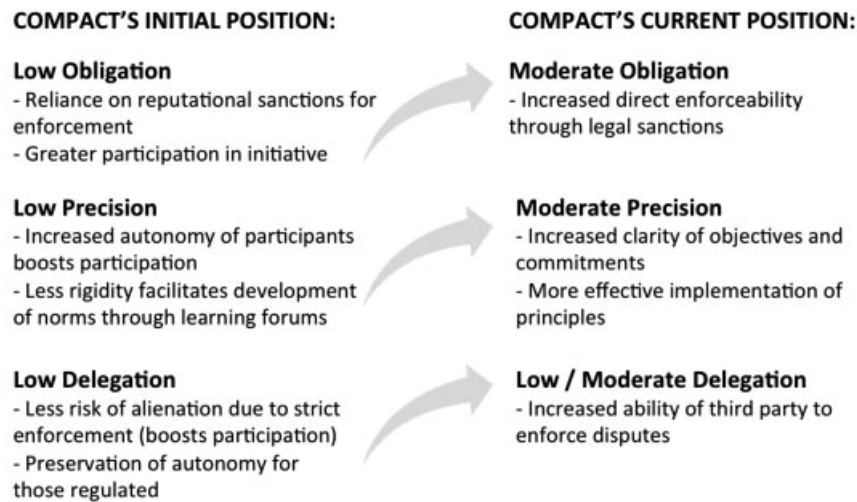 COMPACT'S INITIAL POSITION:
Low Obligation
- Reliance on reputational sanctions for
enforcement
- Greater participation in initiative
Low Precision
- Increased autonomy of participants
boosts participation
- Less rigidity facilitates development
of norms through learning forums
Low Delegation
- Less risk of alienation due to strict
enforcement (boosts participation)
- Preservation of autonomy for
those regulated
COMPACT'S CURRENT POSITION:
Moderate Obligation
- Increased direct enforceability
through legal sanctions
Moderate Precision
- Increased clarity of objectives and
commitments
- More effective implementation of
principles
Low / Moderate Delegation
- Increased ability of third party to
enforce disputes